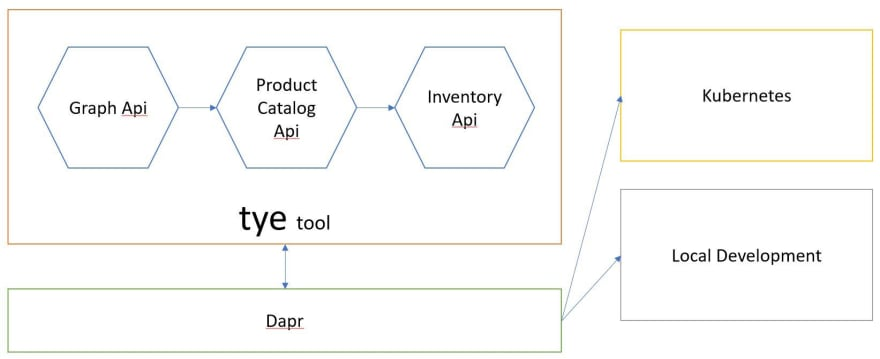 Graph Api
Product
Catalog
Api
Inventory
Api
tye tool
Dapr
Kubernetes
Local Development